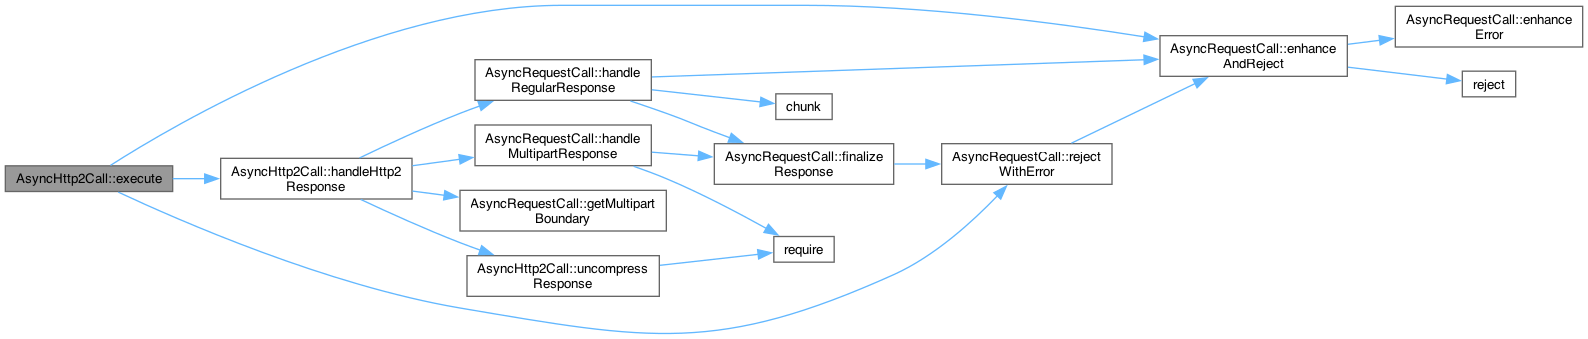 AsyncHttp2Call::execute
AsyncHttp2Call::handleHttp2
Response
AsyncRequestCall::handle
RegularResponse
AsyncRequestCall::handle
MultipartResponse
AsyncRequestCall::getMultipart
Boundary
AsyncHttp2Call::uncompress
Response
chunk
AsyncRequestCall::finalize
Response
require
AsyncRequestCall::reject
WithError
AsyncRequestCall::enhance
AndReject
AsyncRequestCall::enhance
Error
reject